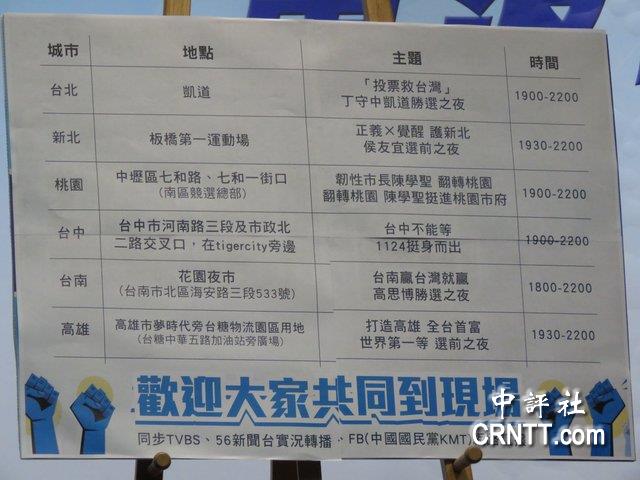 城市 地點 主題 時間
台北 凱道 「投票救台灣」
丁守中凱道勝選之夜 1900-2200
新北 板橋第一運動場 正義×覺醒 護新北
侯友宜選前之夜 1930-2200
桃園 中壢區七和路、七和一街口
(南區競選總部) 韌性市長陳學聖 翻轉桃園
翻轉桃園 陳學聖挺進桃園市府 1900-2200
台中 台中市河南路三段及市政北
二路交叉口，在tigercity旁邊 台中不能等
1124挺身而出 1900-2200
台南 花園夜市
(台南市北區海安路三段533號) 台南贏台灣就贏
高思博勝選之夜 1800-2200
高雄 高雄市夢時代旁台糖物流園區用地
(台糖中華五路加油站旁廣場) 打造高雄 全台首富
世界第一等 選前之夜 1930-2200
歡迎大家共同到現場
同步TVBS、56新聞台實況轉播、FB(中國國民黨KMT)
中評社
CRNTT.com